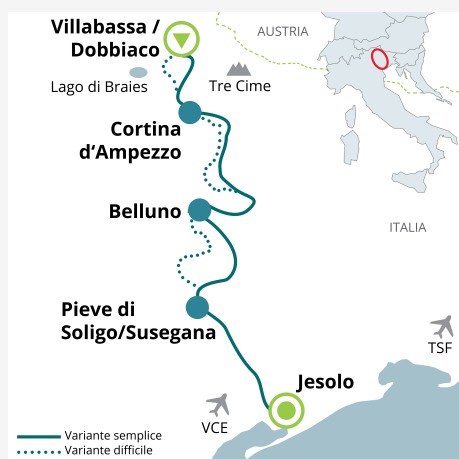 Villabassa /
Dobbiaco
AUSTRIA
Lago di Braies
Tre Cime
Cortina
d‘Ampezzo
Belluno
ITALIA
Pieve di
Soligo/Susegana
TSF
Jesolo
VCE
Variante semplice
Variante difficile